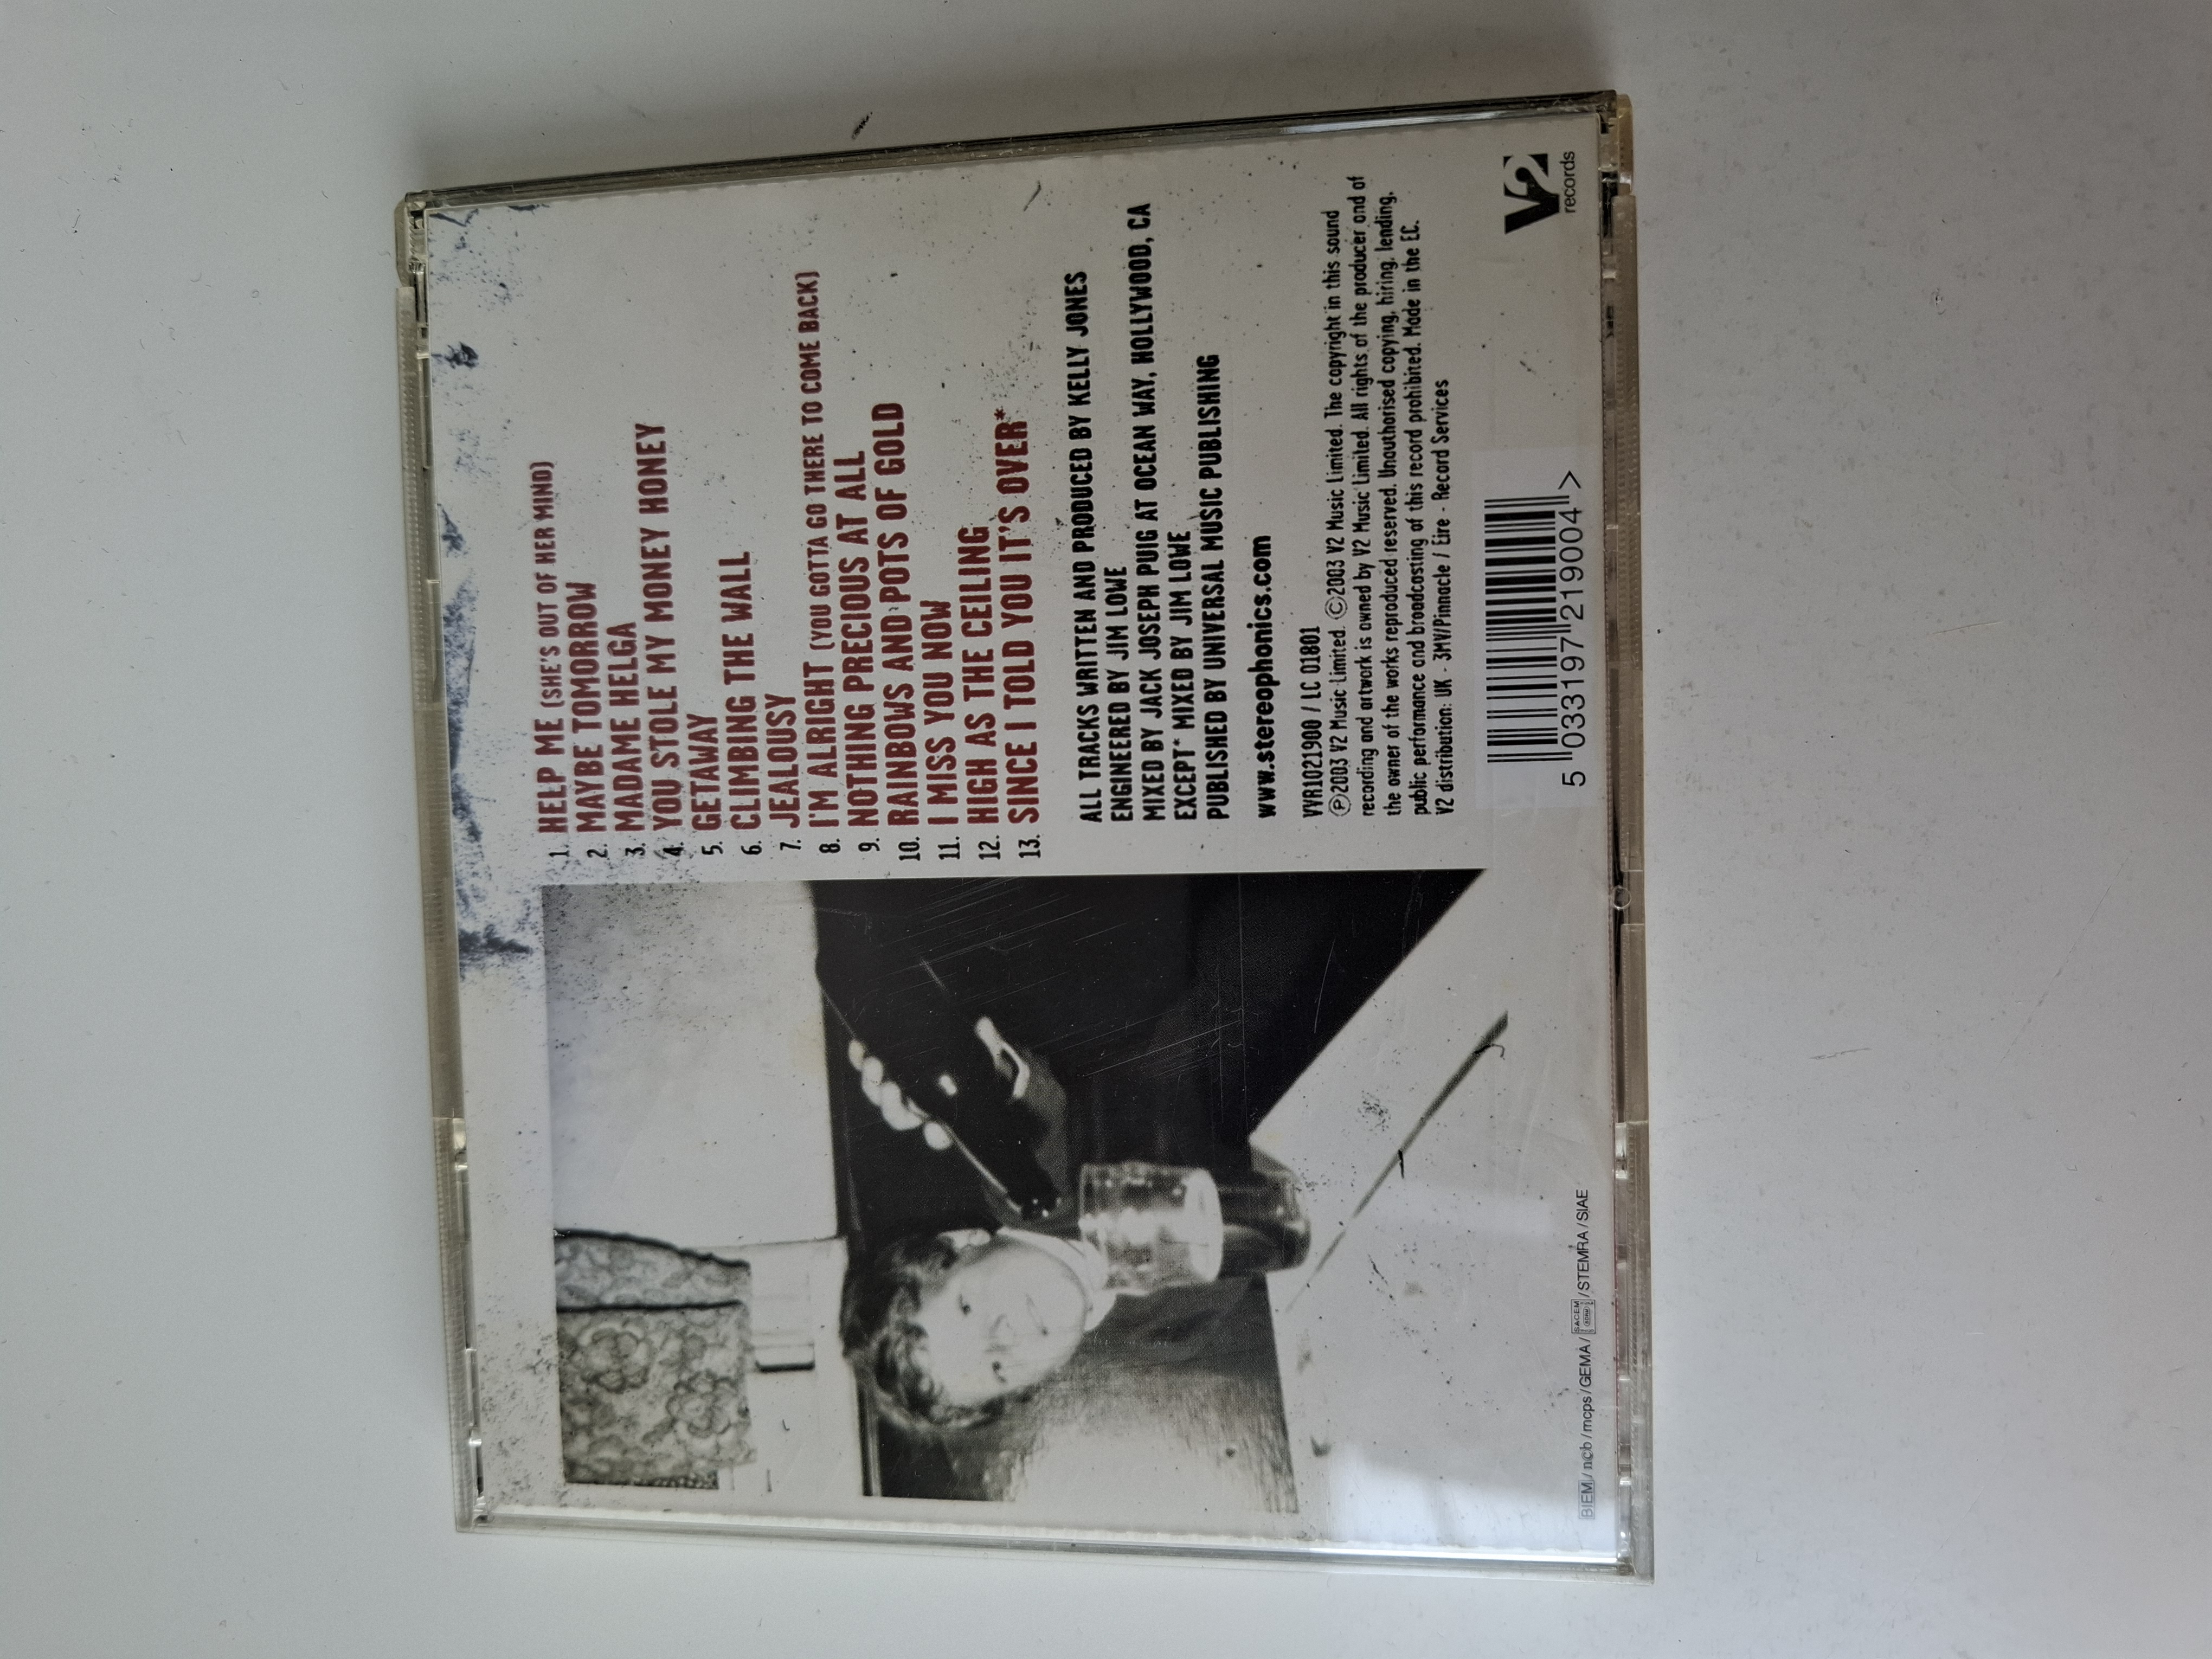 1. HELP ME (SHE'S OUT OF HER MIND)
2. MAYBE TOMORROW
3. MADAME HELGA
4. YOU STOLE MY MONEY HONEY
5. GETAWAY
6. CLIMBING THE WALL
7. JEALOUSY
8. I'M ALRIGHT (YOU GOTTA GO THERE TO COME BACK)
9. NOTHING PRECIOUS AT ALL
10. RAINBOWS AND POTS OF GOLD
11. I MISS YOU NOW
12. HIGH AS THE CEILING
13. SINCE I TOLD YOU IT'S OVER*
ALL TRACKS WRITTEN AND PRODUCED BY KELLY JONES
ENGINEERED BY JIM LOWE
MIXED BY JACK JOSEPH PUIG AT OCEAN WAY, HOLLYWOOD, CA
EXCEPT* MIXED BY JIM LOWE
PUBLISHED BY UNIVERSAL MUSIC PUBLISHING
www.stereophonics.com
VVR1021900 / LC 01801
Ⓟ2003 V2 Music Limited. Ⓒ2003 V2 Music Limited. The copyright in this sound
recording and artwork is owned by V2 Music Limited. All rights of the producer and of
the owner of the works reproduced reserved. Unauthorised copying, hiring, lending,
public performance and broadcasting of this record prohibited. Made in the EC.
V2 distribution: UK - 3MV/Pinnacle / Eire - Record Services
5 033197 219004 >
V2
records
BIEM / ncb / mcps / GEMA / SACEM / STEMRA / SIAE